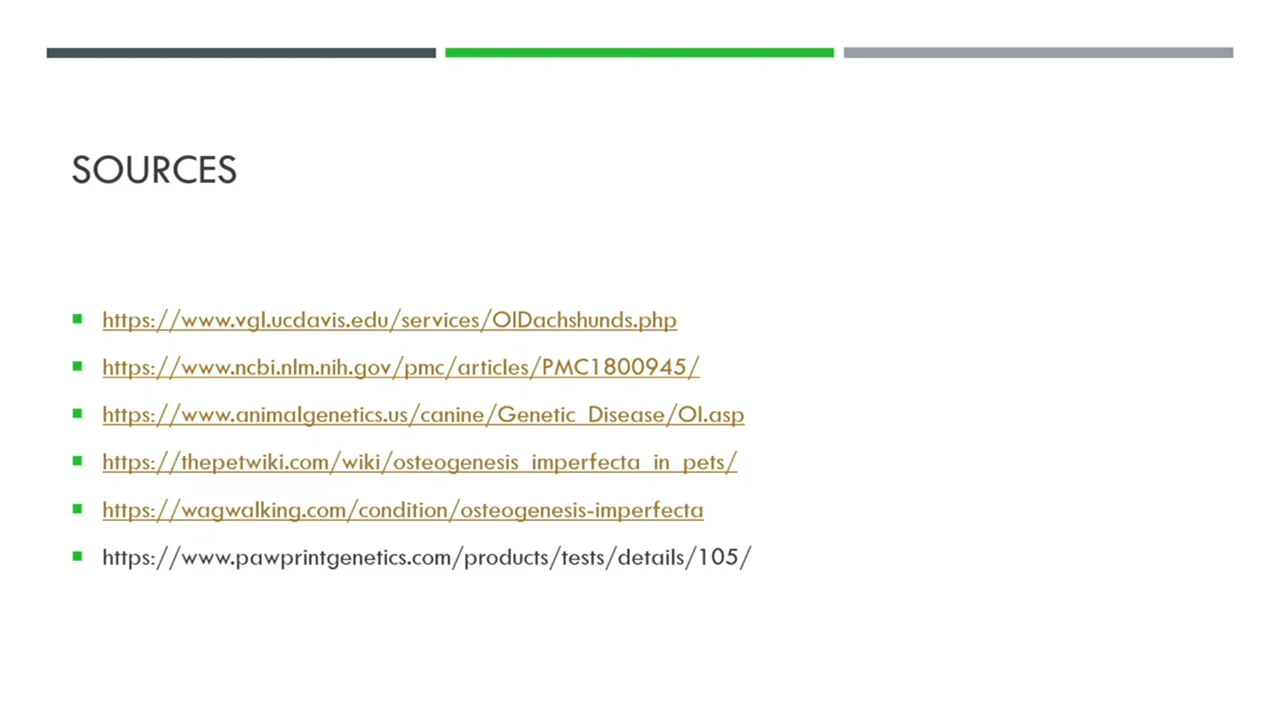 SOURCES
https://www.vgl.ucdavis.edu/services/OIDachshunds.php
https://www.ncbi.nlm.nih.gov/pmc/articles/PMC1800945/
https://www.animalgenetics.us/canine/Genetic_Disease/OI.asp
https://thepetwiki.com/wiki/osteogenesis_imperfecta_in_pets/
https://wagwalking.com/condition/osteogenesis-imperfecta
https://www.pawprintgenetics.com/products/tests/details/105/